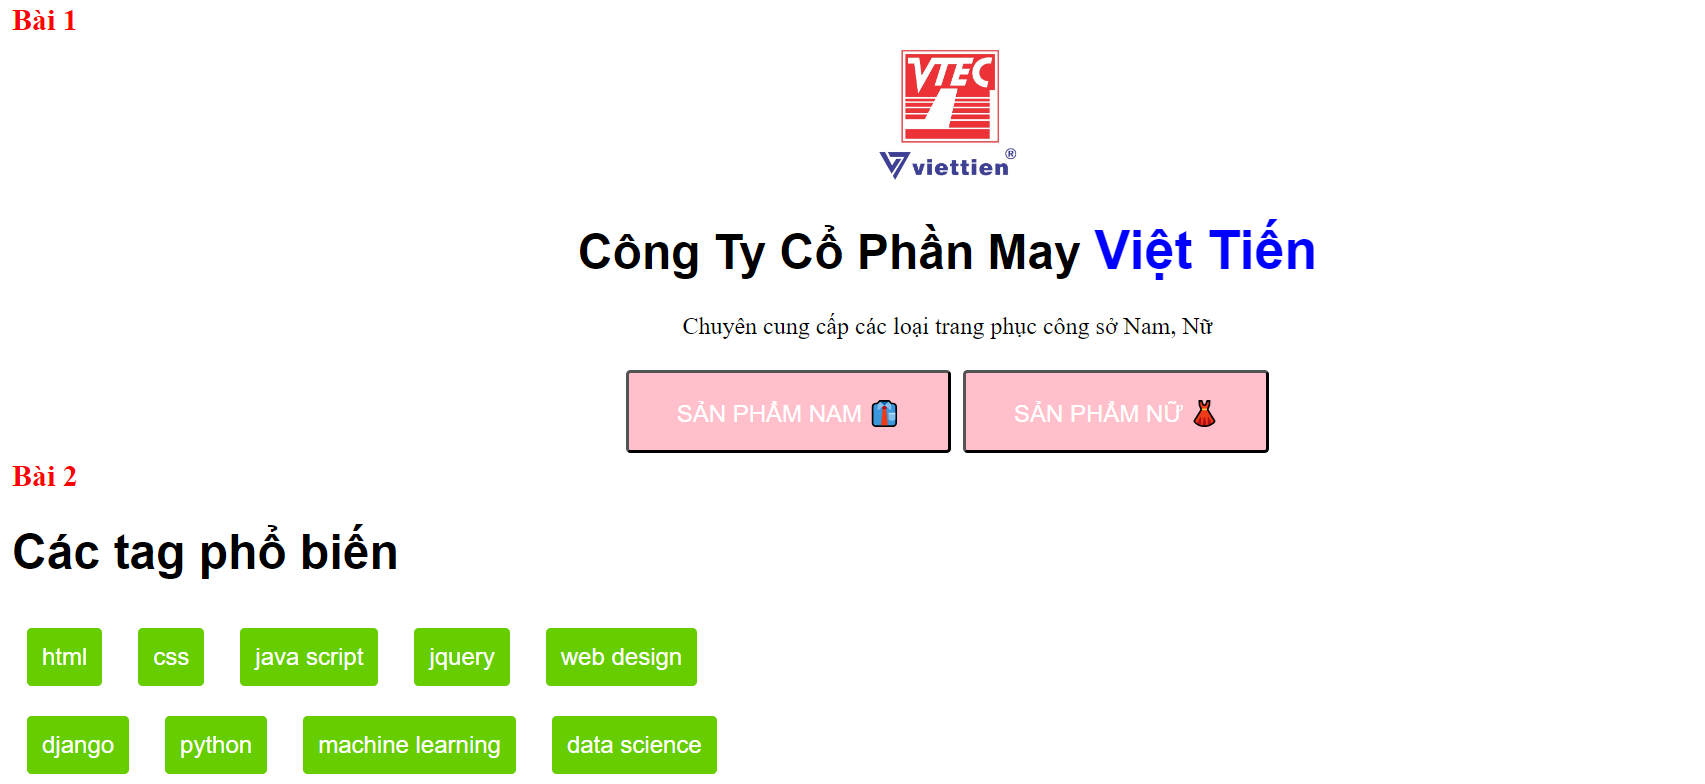 Bài 1
VTEC
viettien®
Công Ty Cổ Phần May Việt Tiến
Chuyên cung cấp các loại trang phục công sở Nam, Nữ
SẢN PHẨM NAM 👔 SẢN PHẨM NỮ 👗
Bài 2
Các tag phổ biến
html css java script jquery web design
django python machine learning data science